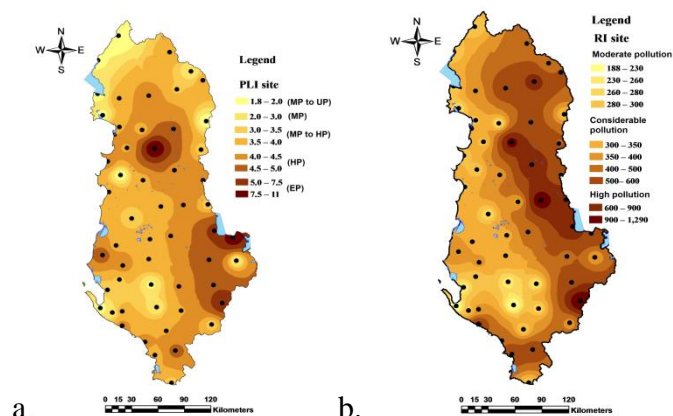 a.
N
W E
S
Legend
PLI site
1.8 – 2.0 (MP to UP)
2.0 – 3.0 (MP)
3.0 – 3.5 (MP to HP)
3.5 – 4.0
4.0 – 4.5 (HP)
4.5 – 5.0
5.0 – 7.5 (EP)
7.5 – 11
0 15 30 60 90 120
Kilometers
b.
N
W E
S
Legend
RI site
Moderate pollution
188 – 230
230 – 260
260 – 280
280 – 300
Considerable
pollution
300 – 350
350 – 400
400 – 500
500– 600
High pollution
600 – 900
900 – 1,290
0 15 30 60 90 120
Kilometers